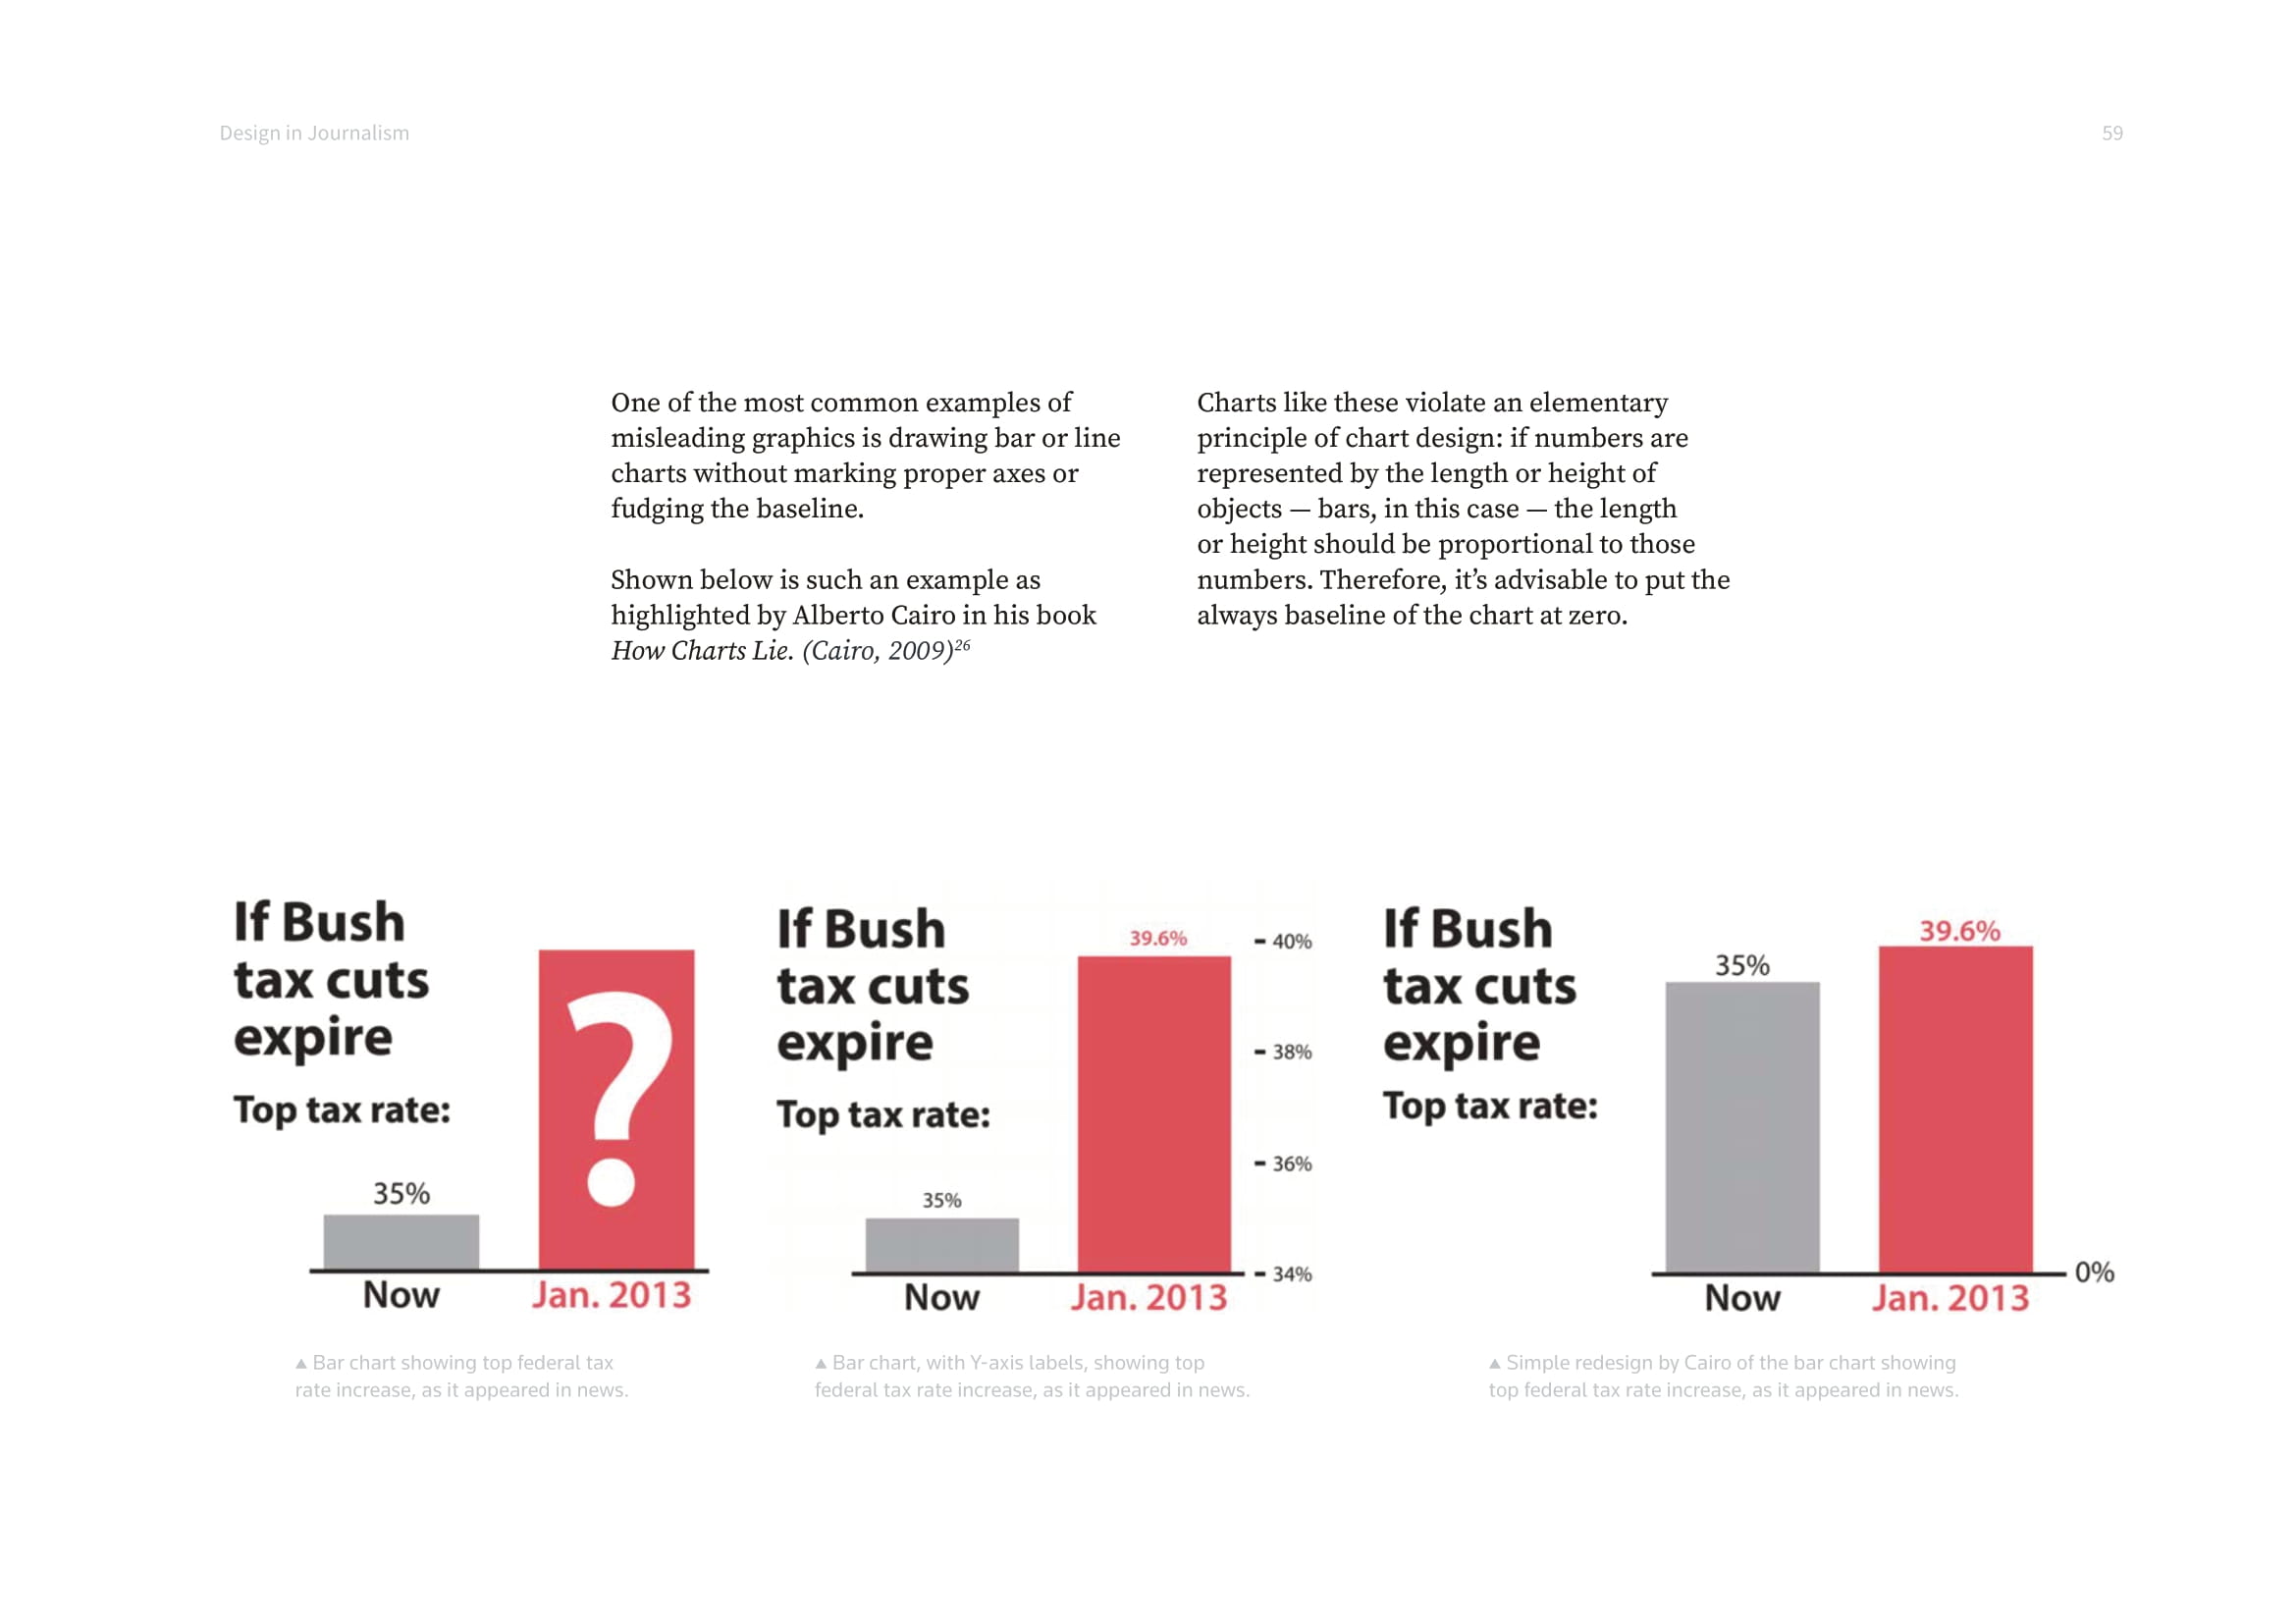 Design in Journalism
59
One of the most common examples of
misleading graphics is drawing bar or line
charts without marking proper axes or
fudging the baseline.
Shown below is such an example as
highlighted by Alberto Cairo in his book
How Charts Lie. (Cairo, 2009)26
Charts like these violate an elementary
principle of chart design: if numbers are
represented by the length or height of
objects — bars, in this case — the length
or height should be proportional to those
numbers. Therefore, it’s advisable to put the
always baseline of the chart at zero.
If Bush
tax cuts
expire
Top tax rate:
35%
?
Now
Jan. 2013
▲ Bar chart showing top federal tax
rate increase, as it appeared in news.
If Bush
tax cuts
expire
Top tax rate:
35%
39.6%
40%
38%
36%
34%
Now
Jan. 2013
▲ Bar chart, with Y-axis labels, showing top
federal tax rate increase, as it appeared in news.
If Bush
tax cuts
expire
Top tax rate:
35%
39.6%
0%
Now
Jan. 2013
▲ Simple redesign by Cairo of the bar chart showing
top federal tax rate increase, as it appeared in news.